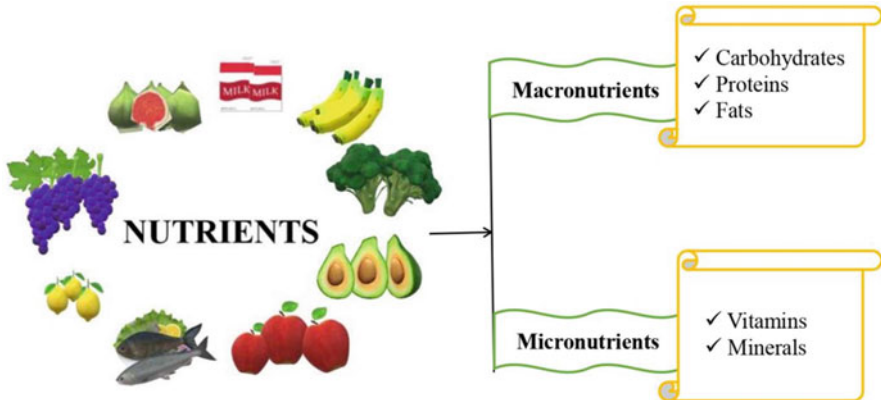 MILK MILK
NUTRIENTS
Macronutrients
✓ Carbohydrates
✓ Proteins
✓ Fats
Micronutrients
✓ Vitamins
✓ Minerals